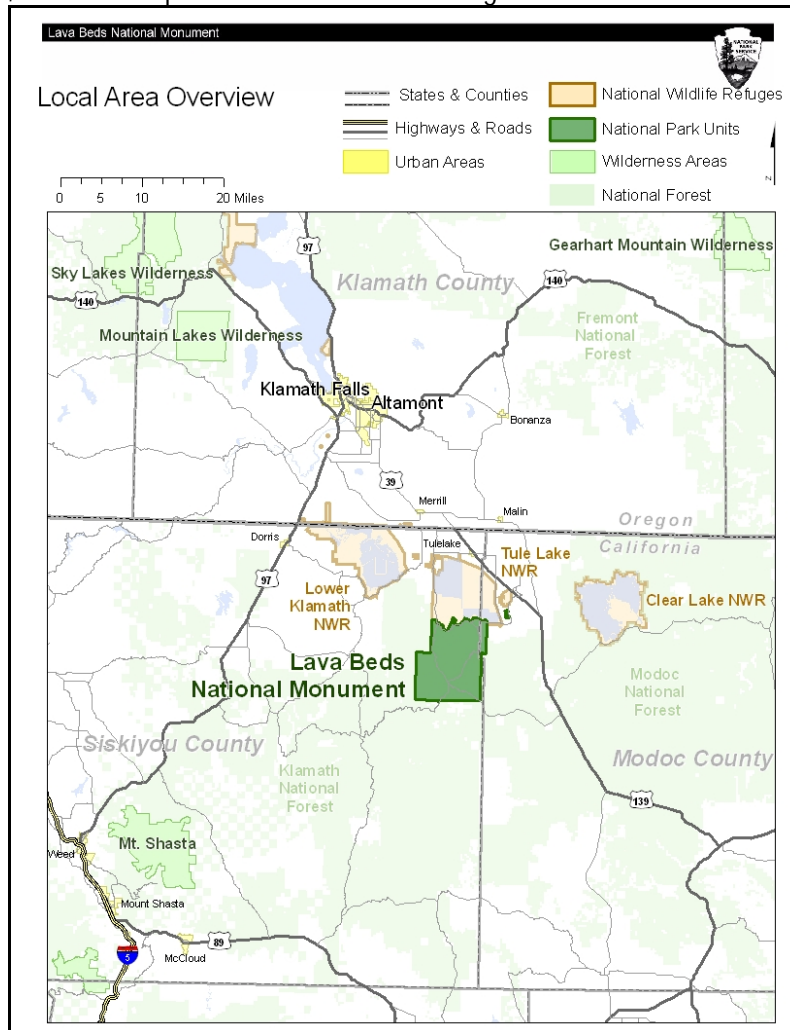 Lava Beds National Monument
NATIONAL
PARK
SERVICE
Local Area Overview
States & Counties
National Wildlife Refuges
Highways & Roads
National Park Units
Urban Areas
Wilderness Areas
National Forest
0 5 10 20 Miles
N
97
Gearhart Mountain Wilderness
Sky Lakes Wilderness
Klamath County
140
140
Fremont
National
Forest
Mountain Lakes Wilderness
Klamath Falls
Altamont
Bonanza
39
Merrill
Malin
Oregon
California
Dorris
Tulelake
Tule Lake
NWR
97
Lower
Klamath
NWR
Clear Lake NWR
Lava Beds
National Monument
Modoc
National
Forest
Siskiyou County
Modoc County
Klamath
National
Forest
139
Mt. Shasta
Weed
Mount Shasta
89
McCloud
5